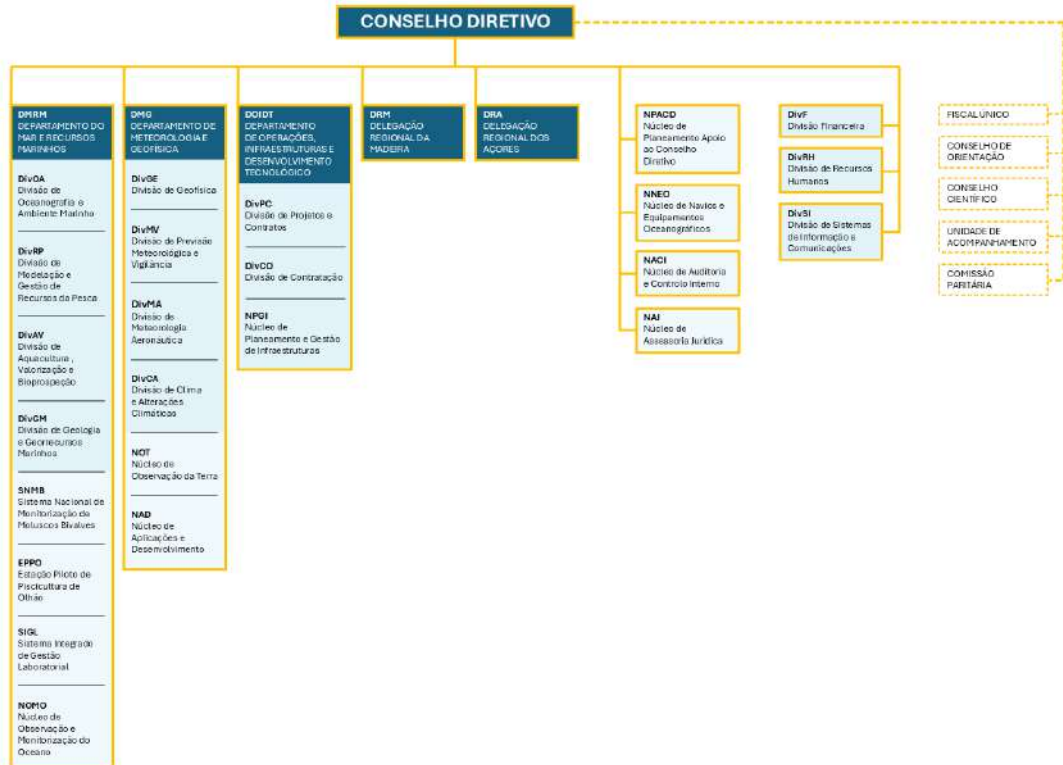 CONSELHO DIRETIVO
DMRM
DEPARTAMENTO DO
MAR E RECURSOS
MARINHOS
DivOA
Divisão de
Oceanografia e
Ambiente Marinho
DivRP
Divisão de
Modelação e
Gestão de
Recursos da Pesca
DivAV
Divisão de
Aquacultura ,
Valorização e
Bioprospeção
DivGM
Divisão de Geologia
e Georrecursos
Marinhos
SNMB
Sistema Nacional de
Monitorização de
Moluscos Bivalves
EPPO
Estação Piloto de
Piscicultura de
Olhão
SIGL
Sistema Integrado
de Gestão
Laboratorial
NOMO
Núcleo de
Observação e
Monitorização do
Oceano
DMG
DEPARTAMENTO DE
METEOROLOGIA E
GEOFÍSICA
DivGE
Divisão de Geofísica
DivMV
Divisão de Previsão
Meteorológica e
Vigilância
DivMA
Divisão de
Meteorologia
Aeronáutica
DivCA
Divisão de Clima
e Alterações
Climáticas
NOT
Núcleo de
Observação da Terra
NAD
Núcleo de
Aplicações e
Desenvolvimento
DOIDT
DEPARTAMENTO
DE OPERAÇÕES,
INFRAESTRUTURAS E
DESENVOLVIMENTO
TECNOLÓGICO
DivPC
Divisão de Projetos e
Contratos
DivCO
Divisão de Contratação
NPGI
Núcleo de
Planeamento e Gestão
de Infraestruturas
DRM
DELEGAÇÃO
REGIONAL DA
MADEIRA
DRA
DELEGAÇÃO
REGIONAL DOS
AÇORES
NPACD
Núcleo de
Planeamento Apoio
ao Conselho
Diretivo
NNEO
Núcleo de Navios e
Equipamentos
Oceanográficos
NACI
Núcleo de Auditoria
e Controlo Interno
NAJ
Núcleo de
Assessoria Jurídica
DivF
Divisão Financeira
DivRH
Divisão de Recursos
Humanos
DivSI
Divisão de Sistemas
de Informação e
Comunicações
FISCAL ÚNICO
CONSELHO DE
ORIENTAÇÃO
CONSELHO
CIENTÍFICO
UNIDADE DE
ACOMPANHAMENTO
COMISSÃO
PARITÁRIA